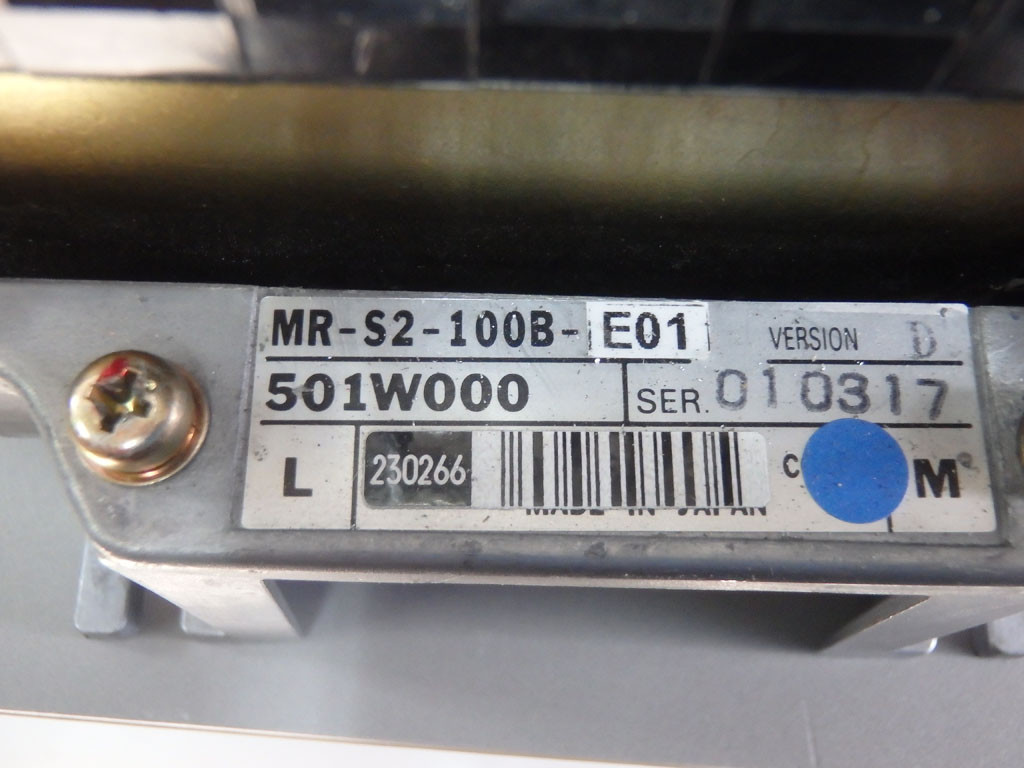 MR-S2-100B-E01 VERSION D
501W000 SER. 010317
L 230266 C M
MADE IN JAPAN